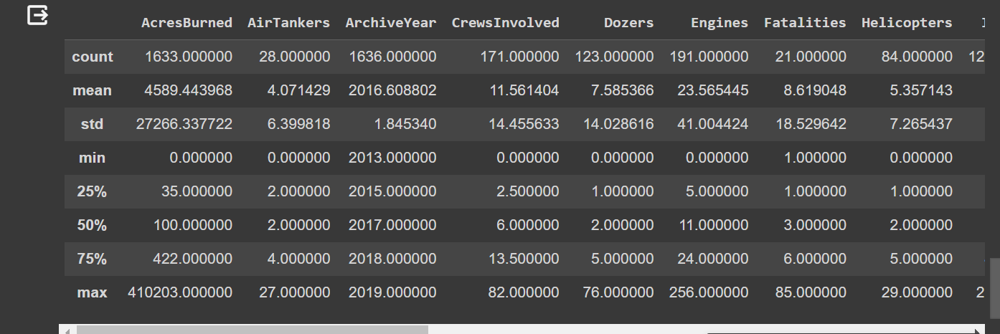 AcresBurned AirTankers ArchiveYear CrewsInvolved Dozers Engines Fatalities Helicopters
count 1633.000000 28.000000 1636.000000 171.000000 123.000000 191.000000 21.000000 84.000000 12
mean 4589.443968 4.071429 2016.608802 11.561404 7.585366 23.565445 8.619048 5.357143
std 27266.337722 6.399818 1.845340 14.455633 14.028616 41.004424 18.529642 7.265437
min 0.000000 0.000000 2013.000000 0.000000 0.000000 0.000000 1.000000 0.000000
25% 35.000000 2.000000 2015.000000 2.500000 1.000000 5.000000 1.000000 1.000000
50% 100.000000 2.000000 2017.000000 6.000000 2.000000 11.000000 3.000000 2.000000
75% 422.000000 4.000000 2018.000000 13.500000 5.000000 24.000000 6.000000 5.000000
max 410203.000000 27.000000 2019.000000 82.000000 76.000000 256.000000 85.000000 29.000000 2